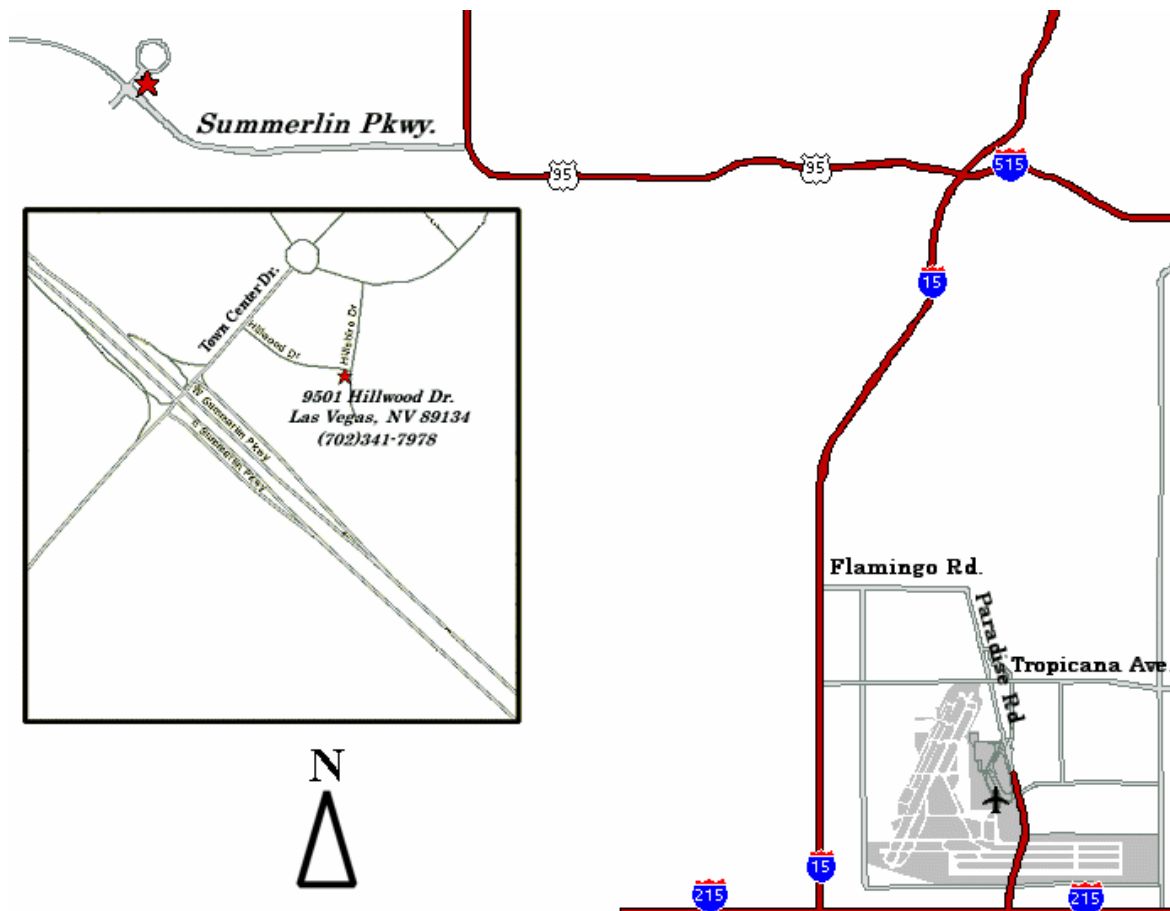 Summerlin Pkwy.
95
95
515
15
Town Center Dr.
Hillwood Dr
Hillshire Dr
9501 Hillwood Dr.
Las Vegas, NV 89134
(702)341-7978
W Summerlin Pkwy
E Summerlin Pkwy
Flamingo Rd.
Paradise Rd.
Tropicana Ave.
N
15
215
215